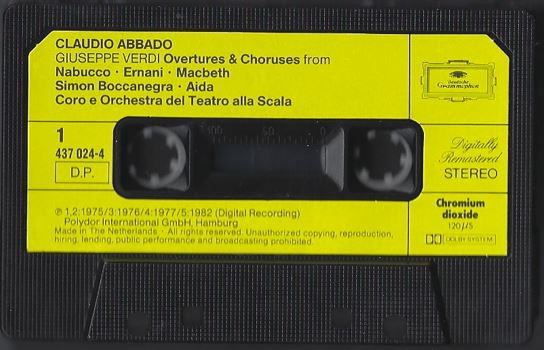 CLAUDIO ABBADO
GIUSEPPE VERDI Overtures & Choruses from
Nabucco · Ernani · Macbeth
Simon Boccanegra · Aida
Coro e Orchestra del Teatro alla Scala
Deutsche
Grammophon
1
437 024-4
D.P.
100 50 0
Digitally
Remastered
STEREO
℗ 1,2:1975/3:1976/4:1977/5:1982 (Digital Recording)
Polydor International GmbH, Hamburg
Made in The Netherlands · All rights reserved. Unauthorized copying, reproduction,
hiring, lending, public performance and broadcasting prohibited.
Chromium
dioxide
120 µs
DOLBY SYSTEM